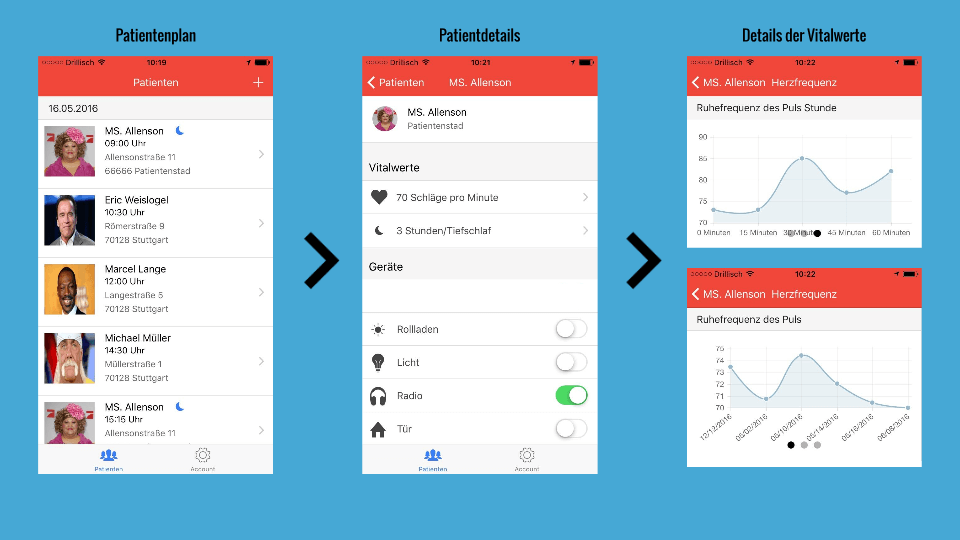 Patientenplan
Drillisch 10:19
Patienten +
16.05.2016
MS. Allenson
09:00 Uhr
Allensonstraße 11
66666 Patientenstad
Eric Weislogel
10:30 Uhr
Römerstraße 9
70128 Stuttgart
Marcel Lange
12:00 Uhr
Langestraße 5
70128 Stuttgart
Michael Müller
14:30 Uhr
Müllerstraße 1
70128 Stuttgart
MS. Allenson
15:15 Uhr
Allensonstraße 11
Patienten Account
Patientdetails
Drillisch 10:21
Patienten MS. Allenson
MS. Allenson
Patientenstad
Vitalwerte
70 Schläge pro Minute
3 Stunden/Tiefschlaf
Geräte
Rollladen
Licht
Radio
Tür
Patienten Account
Details der Vitalwerte
Drillisch 10:22
MS. Allenson Herzfrequenz
Ruhefrequenz des Puls Stunde
90
85
80
75
70
0 Minuten 15 Minuten 30 Minuten 45 Minuten 60 Minuten
Drillisch 10:22
MS. Allenson Herzfrequenz
Ruhefrequenz des Puls
75
74
73
72
71
70
12/12/2016 05/02/2016 05/10/2016 05/14/2016 05/16/2016 06/08/2016